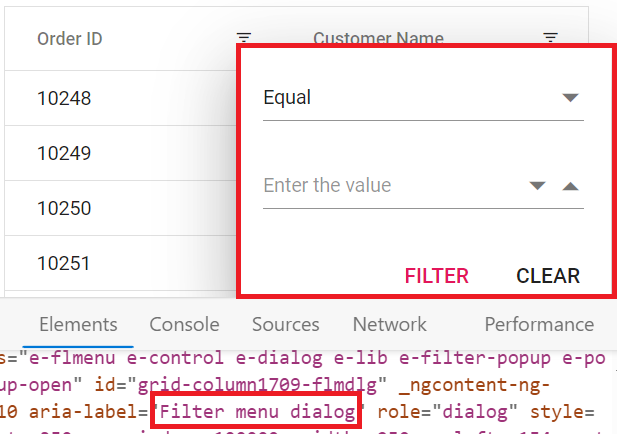 Order ID
Customer Name
10248
Equal
10249
Enter the value
10250
10251
FILTER CLEAR
Elements Console Sources Network Performance
s="e-flmenu e-control e-dialog e-lib e-filter-popup e-po
up-open" id="grid-column1709-flmdlg" _ngcontent-ng-
10 aria-label="Filter menu dialog" role="dialog" style=